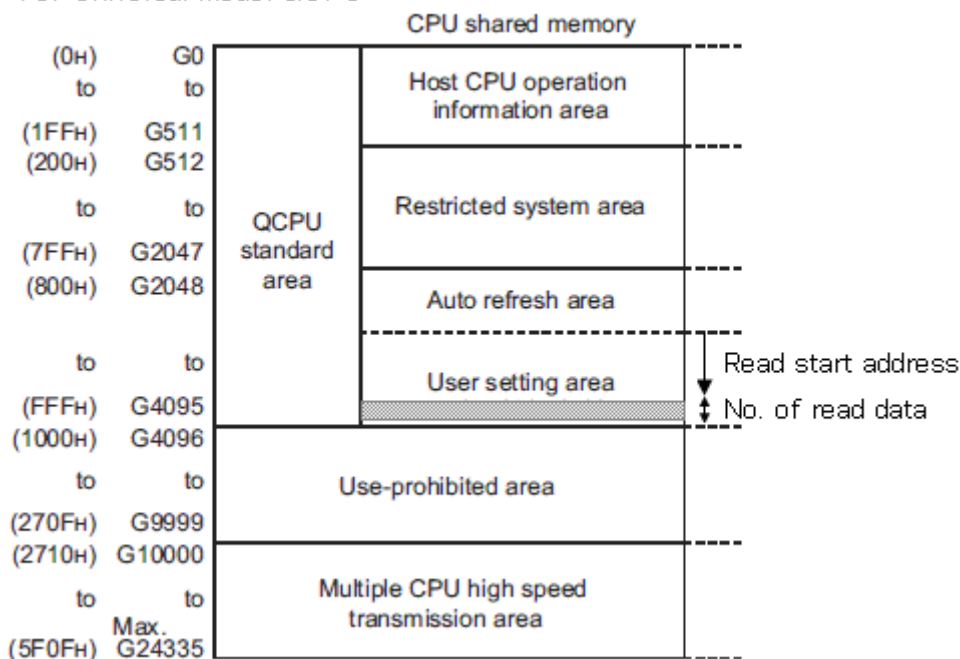 CPU shared memory
(0H) G0
to to
(1FFH) G511
(200H) G512
to to
(7FFH) G2047
(800H) G2048
to to
(FFFH) G4095
(1000H) G4096
to to
(270FH) G9999
(2710H) G10000
to to
Max.
(5F0FH) G24335
QCPU
standard
area
Host CPU operation
information area
Restricted system area
Auto refresh area
User setting area
Read start address
No. of read data
Use-prohibited area
Multiple CPU high speed
transmission area